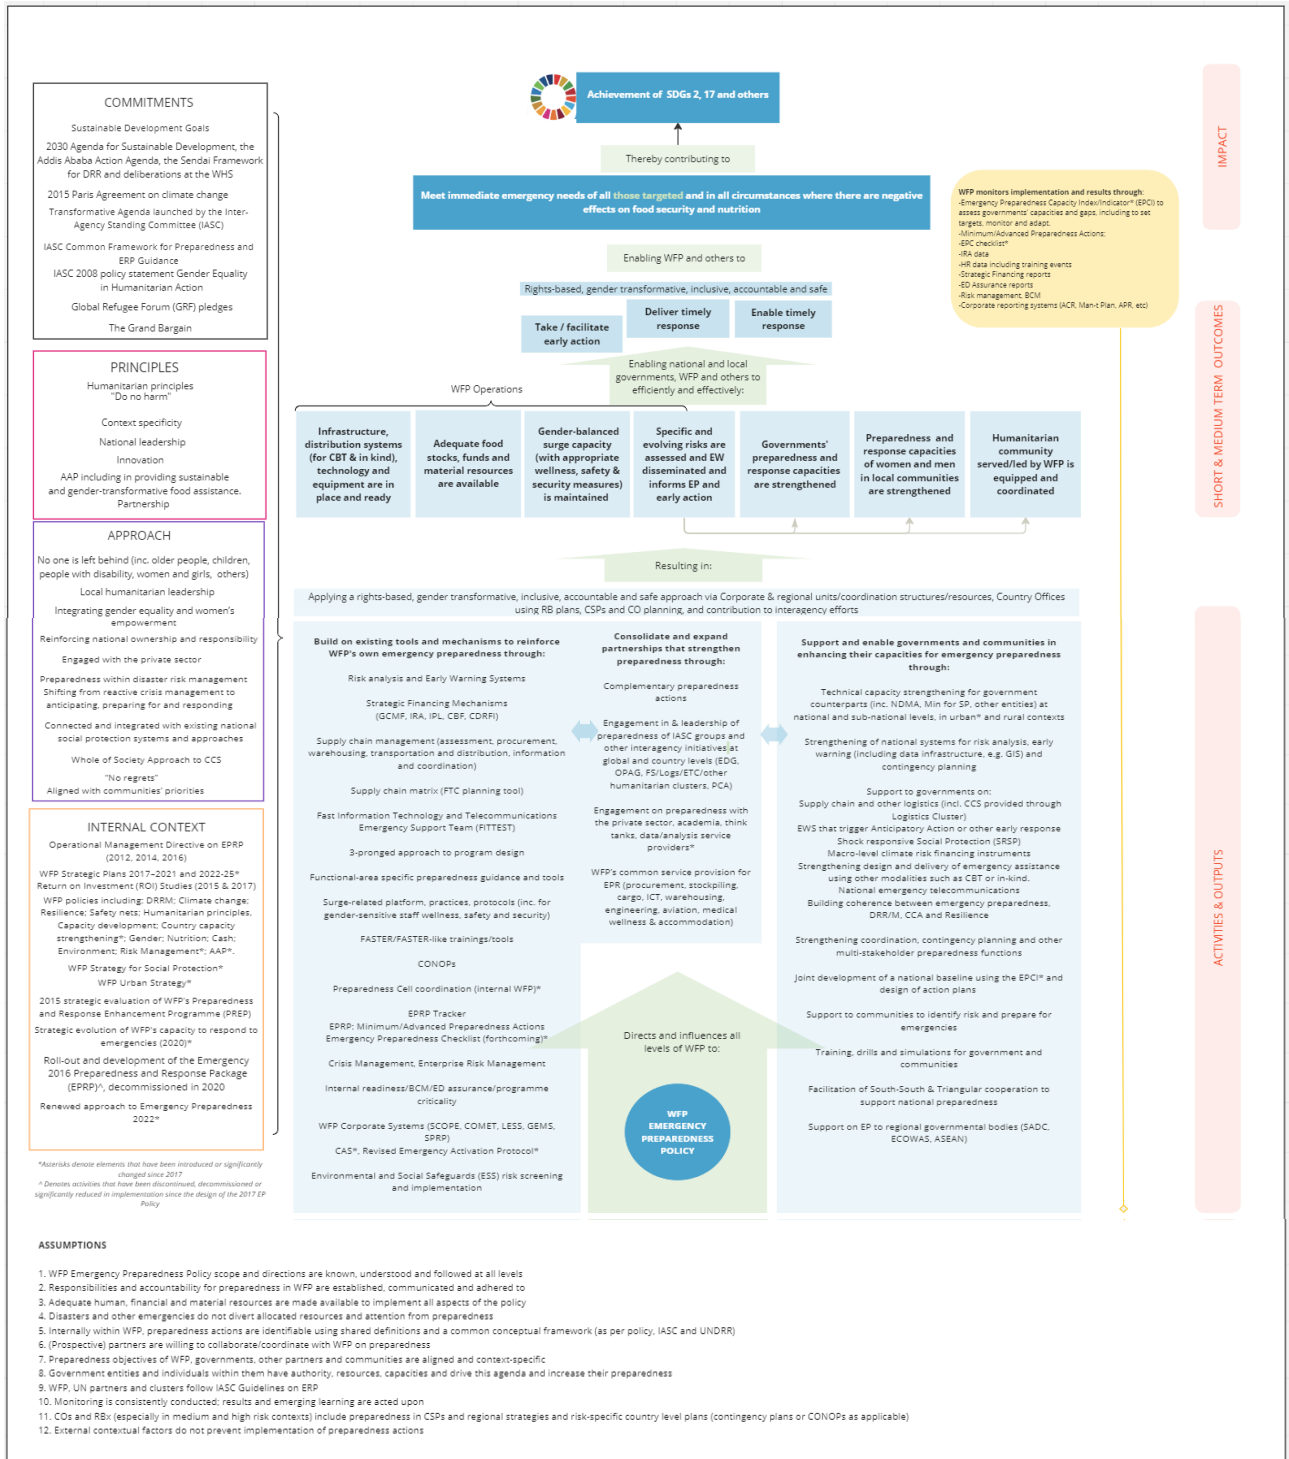 COMMITMENTS
Sustainable Development Goals
2030 Agenda for Sustainable Development, the
Addis Ababa Action Agenda, the Sendai Framework
for DRR and deliberations at the WHS
2015 Paris Agreement on climate change
Transformative Agenda launched by the Inter-
Agency Standing Committee (IASC)
IASC Common Framework for Preparedness and
ERP Guidance
IASC 2008 policy statement Gender Equality
in Humanitarian Action
Global Refugee Forum (GRF) pledges
The Grand Bargain
PRINCIPLES
Humanitarian principles
"Do no harm"
Context specificity
National leadership
Innovation
AAP including in providing sustainable
and gender-transformative food assistance.
Partnership
APPROACH
No one is left behind (inc. older people, children,
people with disability, women and girls, others)
Local humanitarian leadership
Integrating gender equality and women's
empowerment
Reinforcing national ownership and responsibility
Engaged with the private sector
Preparedness within disaster risk management
Shifting from reactive crisis management to
anticipating, preparing for and responding
Connected and integrated with existing national
social protection systems and approaches
Whole of Society Approach to CCS
"No regrets"
Aligned with communities' priorities
INTERNAL CONTEXT
Operational Management Directive on EPRP
(2012, 2014, 2016)
WFP Strategic Plans 2017-2021 and 2022-25*
Return on Investment (ROI) Studies (2015 & 2017)
WFP policies including: DRRM; Climate change;
Resilience; Safety nets; Humanitarian principles,
Capacity development; Country capacity
strengthening*; Gender; Nutrition; Cash;
Environment; Risk Management*; AAP*.
WFP Strategy for Social Protection*
WFP Urban Strategy*
2015 strategic evaluation of WFP's Preparedness
and Response Enhancement Programme (PREP)
Strategic evolution of WFP's capacity to respond to
emergencies (2020)*
Roll-out and development of the Emergency
2016 Preparedness and Response Package
(EPRP)^, decommissioned in 2020
Renewed approach to Emergency Preparedness
2022*
*Asterisks denote elements that have been introduced or significantly
changed since 2017
^ Denotes activities that have been discontinued, decommissioned or
significantly reduced in implementation since the design of the 2017 EP
Policy
Achievement of SDGs 2, 17 and others
Thereby contributing to
Meet immediate emergency needs of all those targeted and in all circumstances where there are negative
effects on food security and nutrition
Enabling WFP and others to
Rights-based, gender transformative, inclusive, accountable and safe
Take / facilitate
early action
Deliver timely
response
Enable timely
response
Enabling national and local
governments, WFP and others to
efficiently and effectively:
WFP Operations
Infrastructure,
distribution systems
(for CBT & in kind),
technology and
equipment are in
place and ready
Adequate food
stocks, funds and
material resources
are available
Gender-balanced
surge capacity
(with appropriate
wellness, safety &
security measures)
is maintained
Specific and
evolving risks are
assessed and EW
disseminated and
informs EP and
early action
Governments'
preparedness and
response capacities
are strengthened
Preparedness and
response capacities
of women and men
in local communities
are strengthened
Humanitarian
community
served/led by WFP is
equipped and
coordinated
Resulting in:
Applying a rights-based, gender transformative, inclusive, accountable and safe approach via Corporate & regional units/coordination structures/resources, Country Offices
using RB plans, CSPs and CO planning, and contribution to interagency efforts
Build on existing tools and mechanisms to reinforce
WFP's own emergency preparedness through:
Risk analysis and Early Warning Systems
Strategic Financing Mechanisms
(GCMF, IRA, IPL, CBF, CDRFI)
Supply chain management (assessment, procurement,
warehousing, transportation and distribution, information
and coordination)
Supply chain matrix (FTC planning tool)
Fast Information Technology and Telecommunications
Emergency Support Team (FITTEST)
3-pronged approach to program design
Functional-area specific preparedness guidance and tools
Surge-related platform, practices, protocols (inc. for
gender-sensitive staff wellness, safety and security)
FASTER/FASTER-like trainings/tools
CONOPs
Preparedness Cell coordination (internal WFP)*
EPRP Tracker
EPRP: Minimum/Advanced Preparedness Actions
Emergency Preparedness Checklist (forthcoming)*
Crisis Management, Enterprise Risk Management
Internal readiness/BCM/ED assurance/programme
criticality
WFP Corporate Systems (SCOPE, COMET, LESS, GEMS,
SPRP)
CAS*, Revised Emergency Activation Protocol*
Environmental and Social Safeguards (ESS) risk screening
and implementation
Consolidate and expand
partnerships that strengthen
preparedness through:
Complementary preparedness
actions
Engagement in & leadership of
preparedness of IASC groups and
other interagency initiatives at
global and country levels (EDG,
OPAG, FS/Logs/ETC/other
humanitarian clusters, PCA)
Engagement on preparedness with
the private sector, academia, think
tanks, data/analysis service
providers*
WFP's common service provision for
EPR (procurement, stockpiling,
cargo, ICT, warehousing,
engineering, aviation, medical
wellness & accommodation)
Directs and influences all
levels of WFP to:
WFP
EMERGENCY
PREPAREDNESS
POLICY
Support and enable governments and communities in
enhancing their capacities for emergency preparedness
through:
Technical capacity strengthening for government
counterparts (inc. NDMA, Min for SP, other entities) at
national and sub-national levels, in urban* and rural contexts
Strengthening of national systems for risk analysis, early
warning (including data infrastructure, e.g. GIS) and
contingency planning
Support to governments on:
Supply chain and other logistics (incl. CCS provided through
Logistics Cluster)
EWS that trigger Anticipatory Action or other early response
Shock responsive Social Protection (SRSP)
Macro-level climate risk financing instruments
Strengthening design and delivery of emergency assistance
using other modalities such as CBT or in-kind.
National emergency telecommunications
Building coherence between emergency preparedness,
DRR/M, CCA and Resilience
Strengthening coordination, contingency planning and other
multi-stakeholder preparedness functions
Joint development of a national baseline using the EPCI* and
design of action plans
Support to communities to identify risk and prepare for
emergencies
Training, drills and simulations for government and
communities
Facilitation of South-South & Triangular cooperation to
support national preparedness
Support on EP to regional governmental bodies (SADC,
ECOWAS, ASEAN)
WFP monitors implementation and results through:
-Emergency Preparedness Capacity Index/Indicator* (EPCI) to
assess governments' capacities and gaps, including to set
targets, monitor and adapt.
-Minimum/Advanced Preparedness Actions:
-EPC checklist*
-IRA data
-HR data including training events
-Strategic Financing reports
-ED Assurance reports
-Risk management, BCM
-Corporate reporting systems (ACR, Man-t Plan, APR, etc)
IMPACT
SHORT & MEDIUM TERM OUTCOMES
ACTIVITIES & OUTPUTS
ASSUMPTIONS
1. WFP Emergency Preparedness Policy scope and directions are known, understood and followed at all levels
2. Responsibilities and accountability for preparedness in WFP are established, communicated and adhered to
3. Adequate human, financial and material resources are made available to implement all aspects of the policy
4. Disasters and other emergencies do not divert allocated resources and attention from preparedness
5. Internally within WFP, preparedness actions are identifiable using shared definitions and a common conceptual framework (as per policy, IASC and UNDRR)
6. (Prospective) partners are willing to collaborate/coordinate with WFP on preparedness
7. Preparedness objectives of WFP, governments, other partners and communities are aligned and context-specific
8. Government entities and individuals within them have authority, resources, capacities and drive this agenda and increase their preparedness
9. WFP, UN partners and clusters follow IASC Guidelines on ERP
10. Monitoring is consistently conducted; results and emerging learning are acted upon
11. COs and RBx (especially in medium and high risk contexts) include preparedness in CSPs and regional strategies and risk-specific country level plans (contingency plans or CONOPs as applicable)
12. External contextual factors do not prevent implementation of preparedness actions